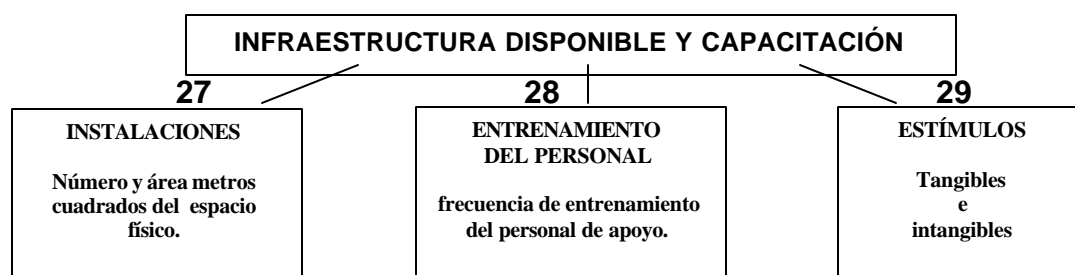 INFRAESTRUCTURA DISPONIBLE Y CAPACITACIÓN
27
INSTALACIONES
Número y área metros
cuadrados del espacio
físico.
28
ENTRENAMIENTO
DEL PERSONAL
frecuencia de entrenamiento
del personal de apoyo.
29
ESTÍMULOS
Tangibles
e
intangibles